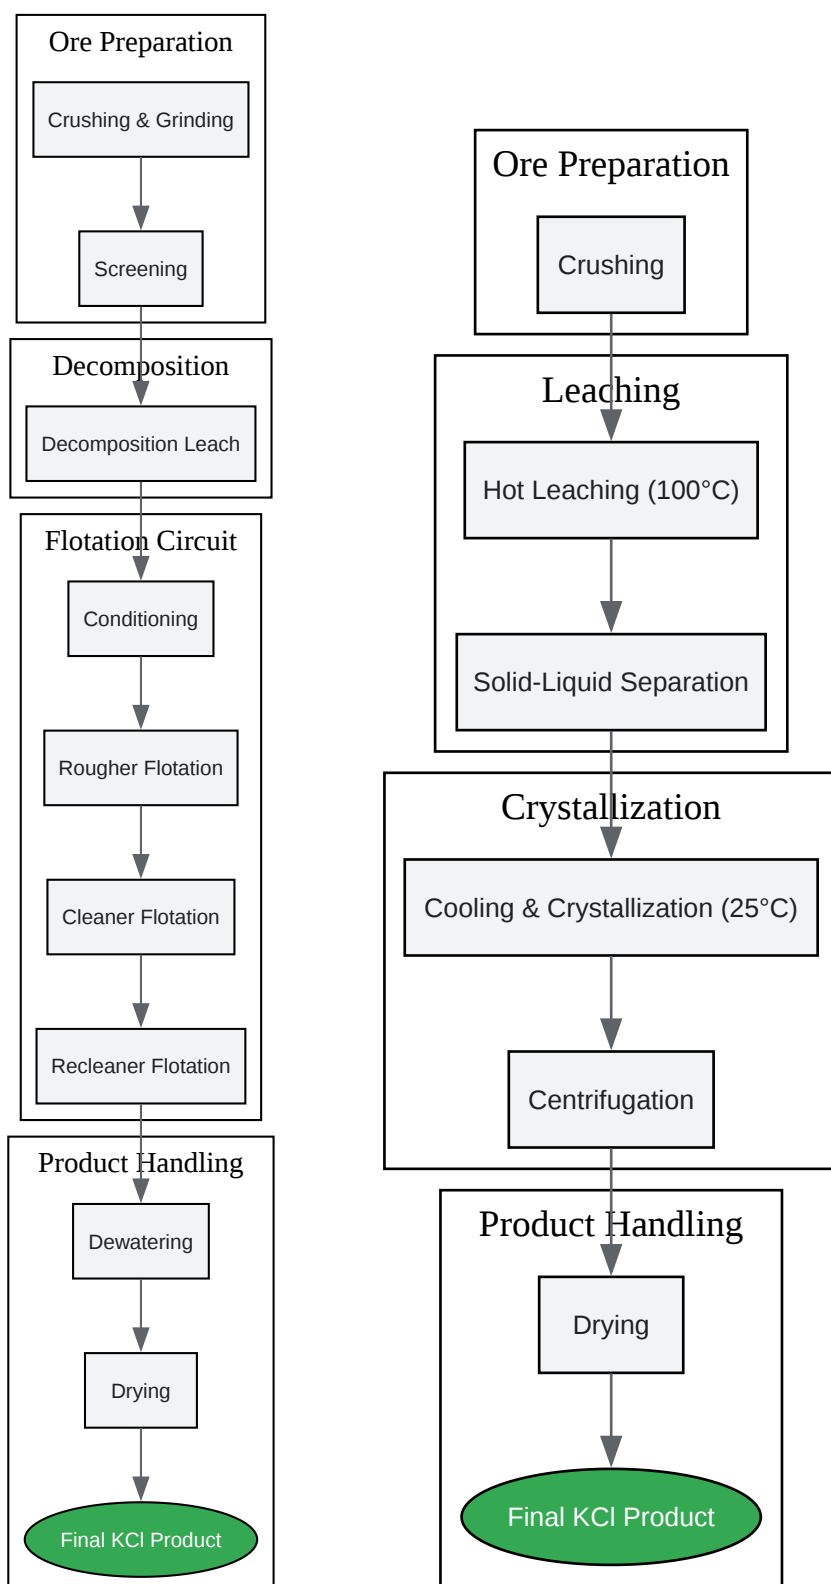 Ore Preparation
Crushing & Grinding
Screening
Decomposition
Decomposition Leach
Flotation Circuit
Conditioning
Rougher Flotation
Cleaner Flotation
Recleaner Flotation
Product Handling
Dewatering
Drying
Final KCl Product
Ore Preparation
Crushing
Leaching
Hot Leaching (100°C)
Solid-Liquid Separation
Crystallization
Cooling & Crystallization (25°C)
Centrifugation
Product Handling
Drying
Final KCl Product